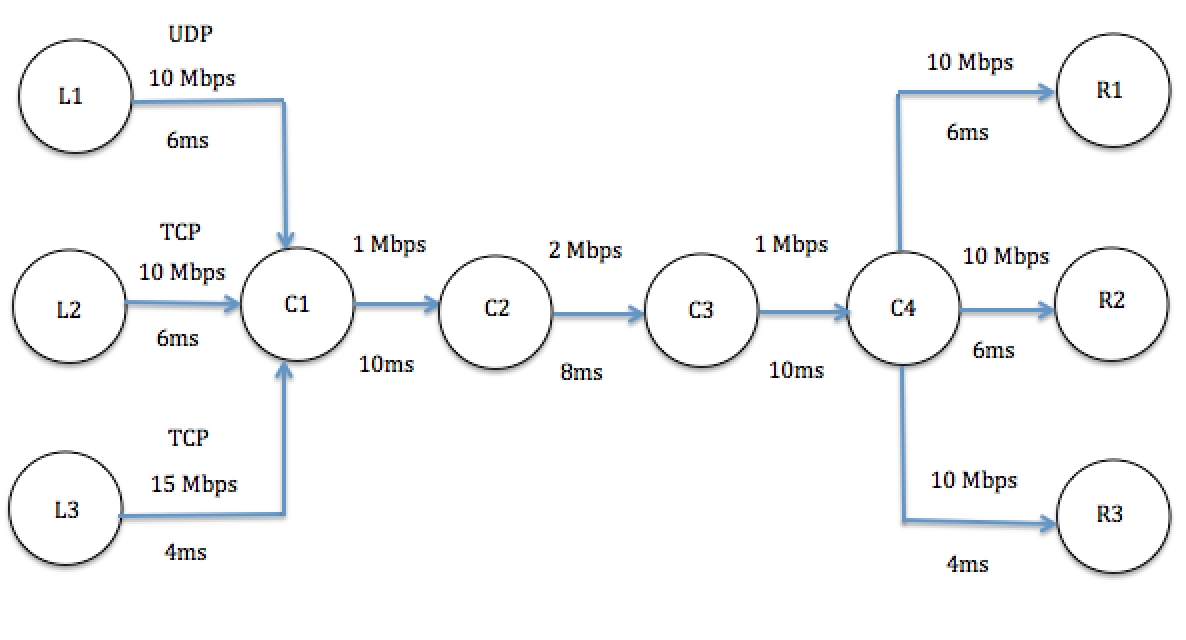 UDP
10 Mbps
L1
6ms
10 Mbps
R1
6ms
TCP
10 Mbps
L2
6ms
C1
1 Mbps
10ms
C2
2 Mbps
8ms
C3
1 Mbps
10ms
C4
10 Mbps
R2
6ms
TCP
15 Mbps
L3
4ms
10 Mbps
R3
4ms